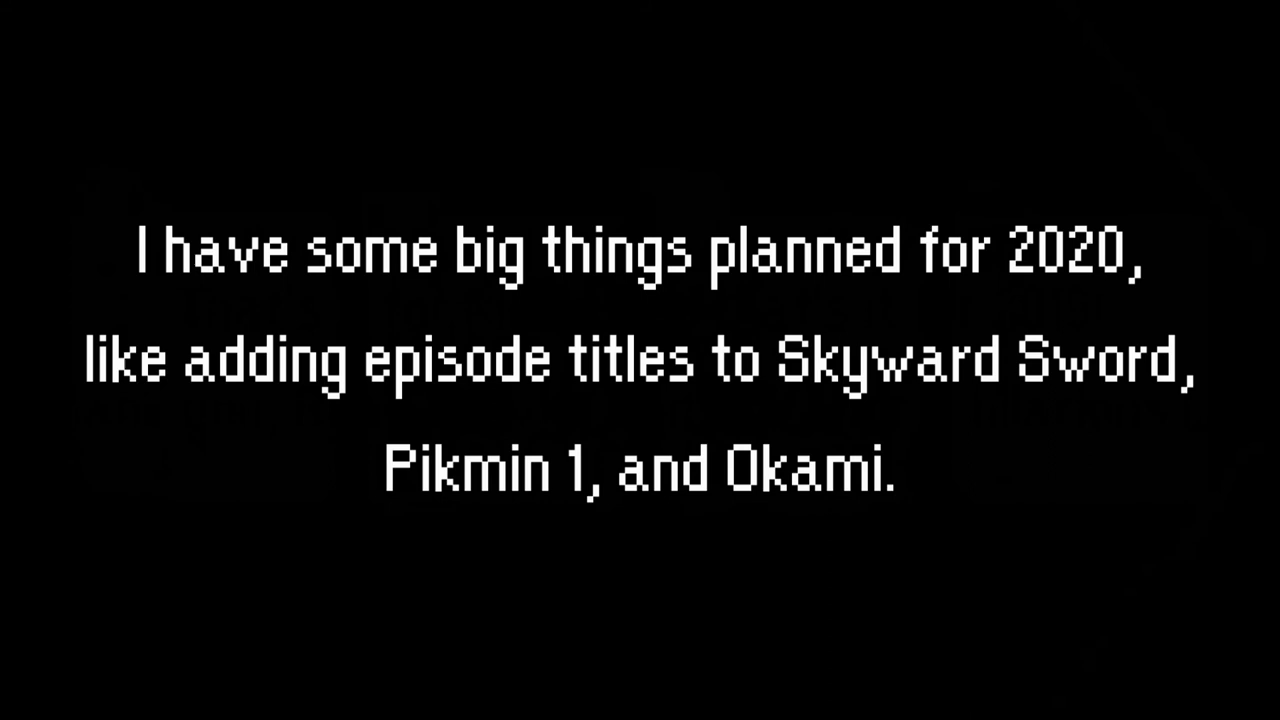 I have some big things planned for 2020,
like adding episode titles to Skyward Sword,
Pikmin 1, and Okami.